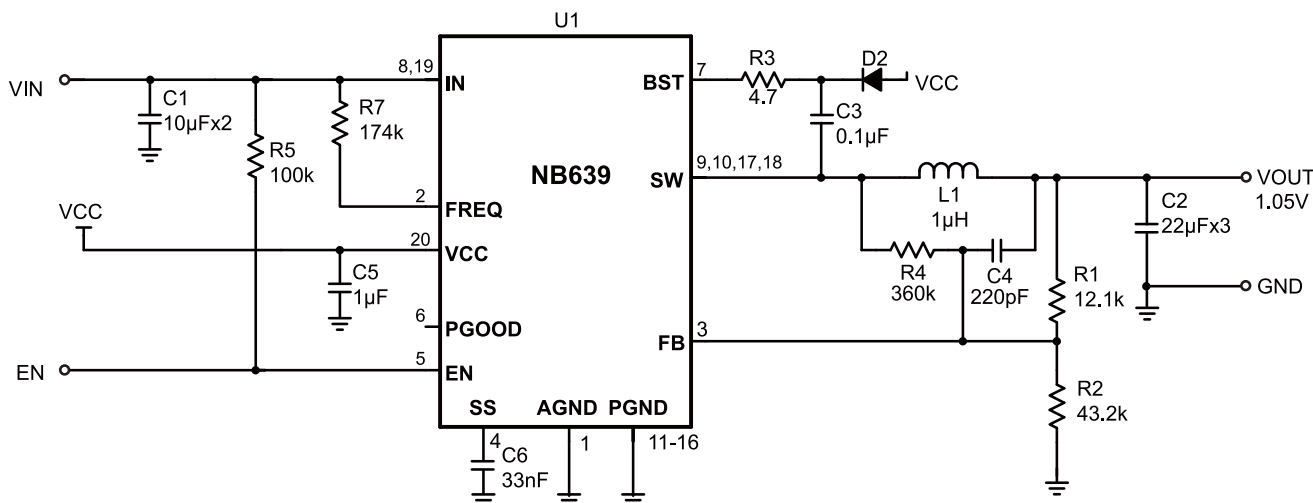 U1
VIN
C1
10µFx2
R5
100k
R7
174k
8,19
IN
2
FREQ
VCC
20
VCC
C5
1µF
6
PGOOD
5
EN
EN
NB639
SS
AGND
PGND
4
C6
33nF
1
11-16
BST
7
R3
4.7
D2
VCC
C3
0.1µF
SW
9,10,17,18
L1
1µH
R4
360k
C4
220pF
FB
3
R1
12.1k
R2
43.2k
C2
22µFx3
VOUT
1.05V
GND